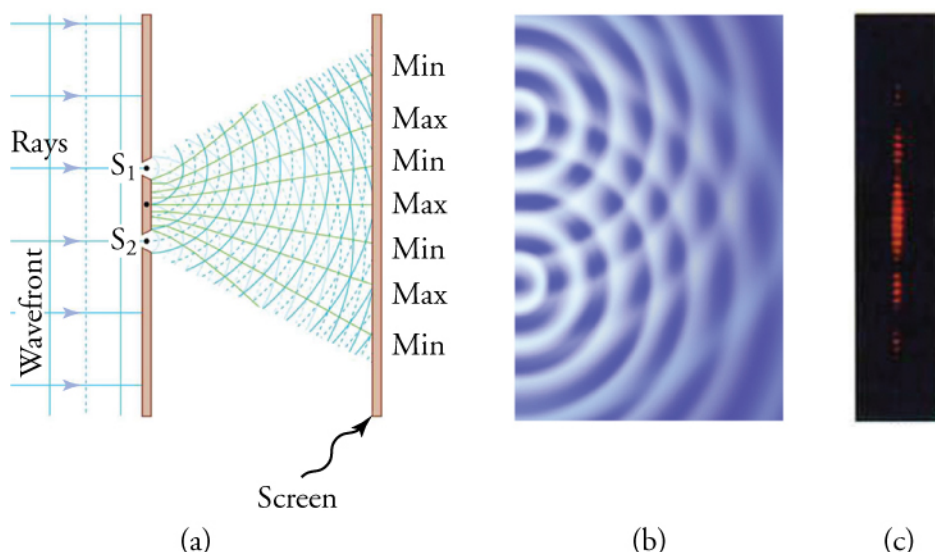 Min
Max
Rays
Min
S1
Max
S2
Min
Wavefront
Max
Min
Screen
(a)
(b)
(c)